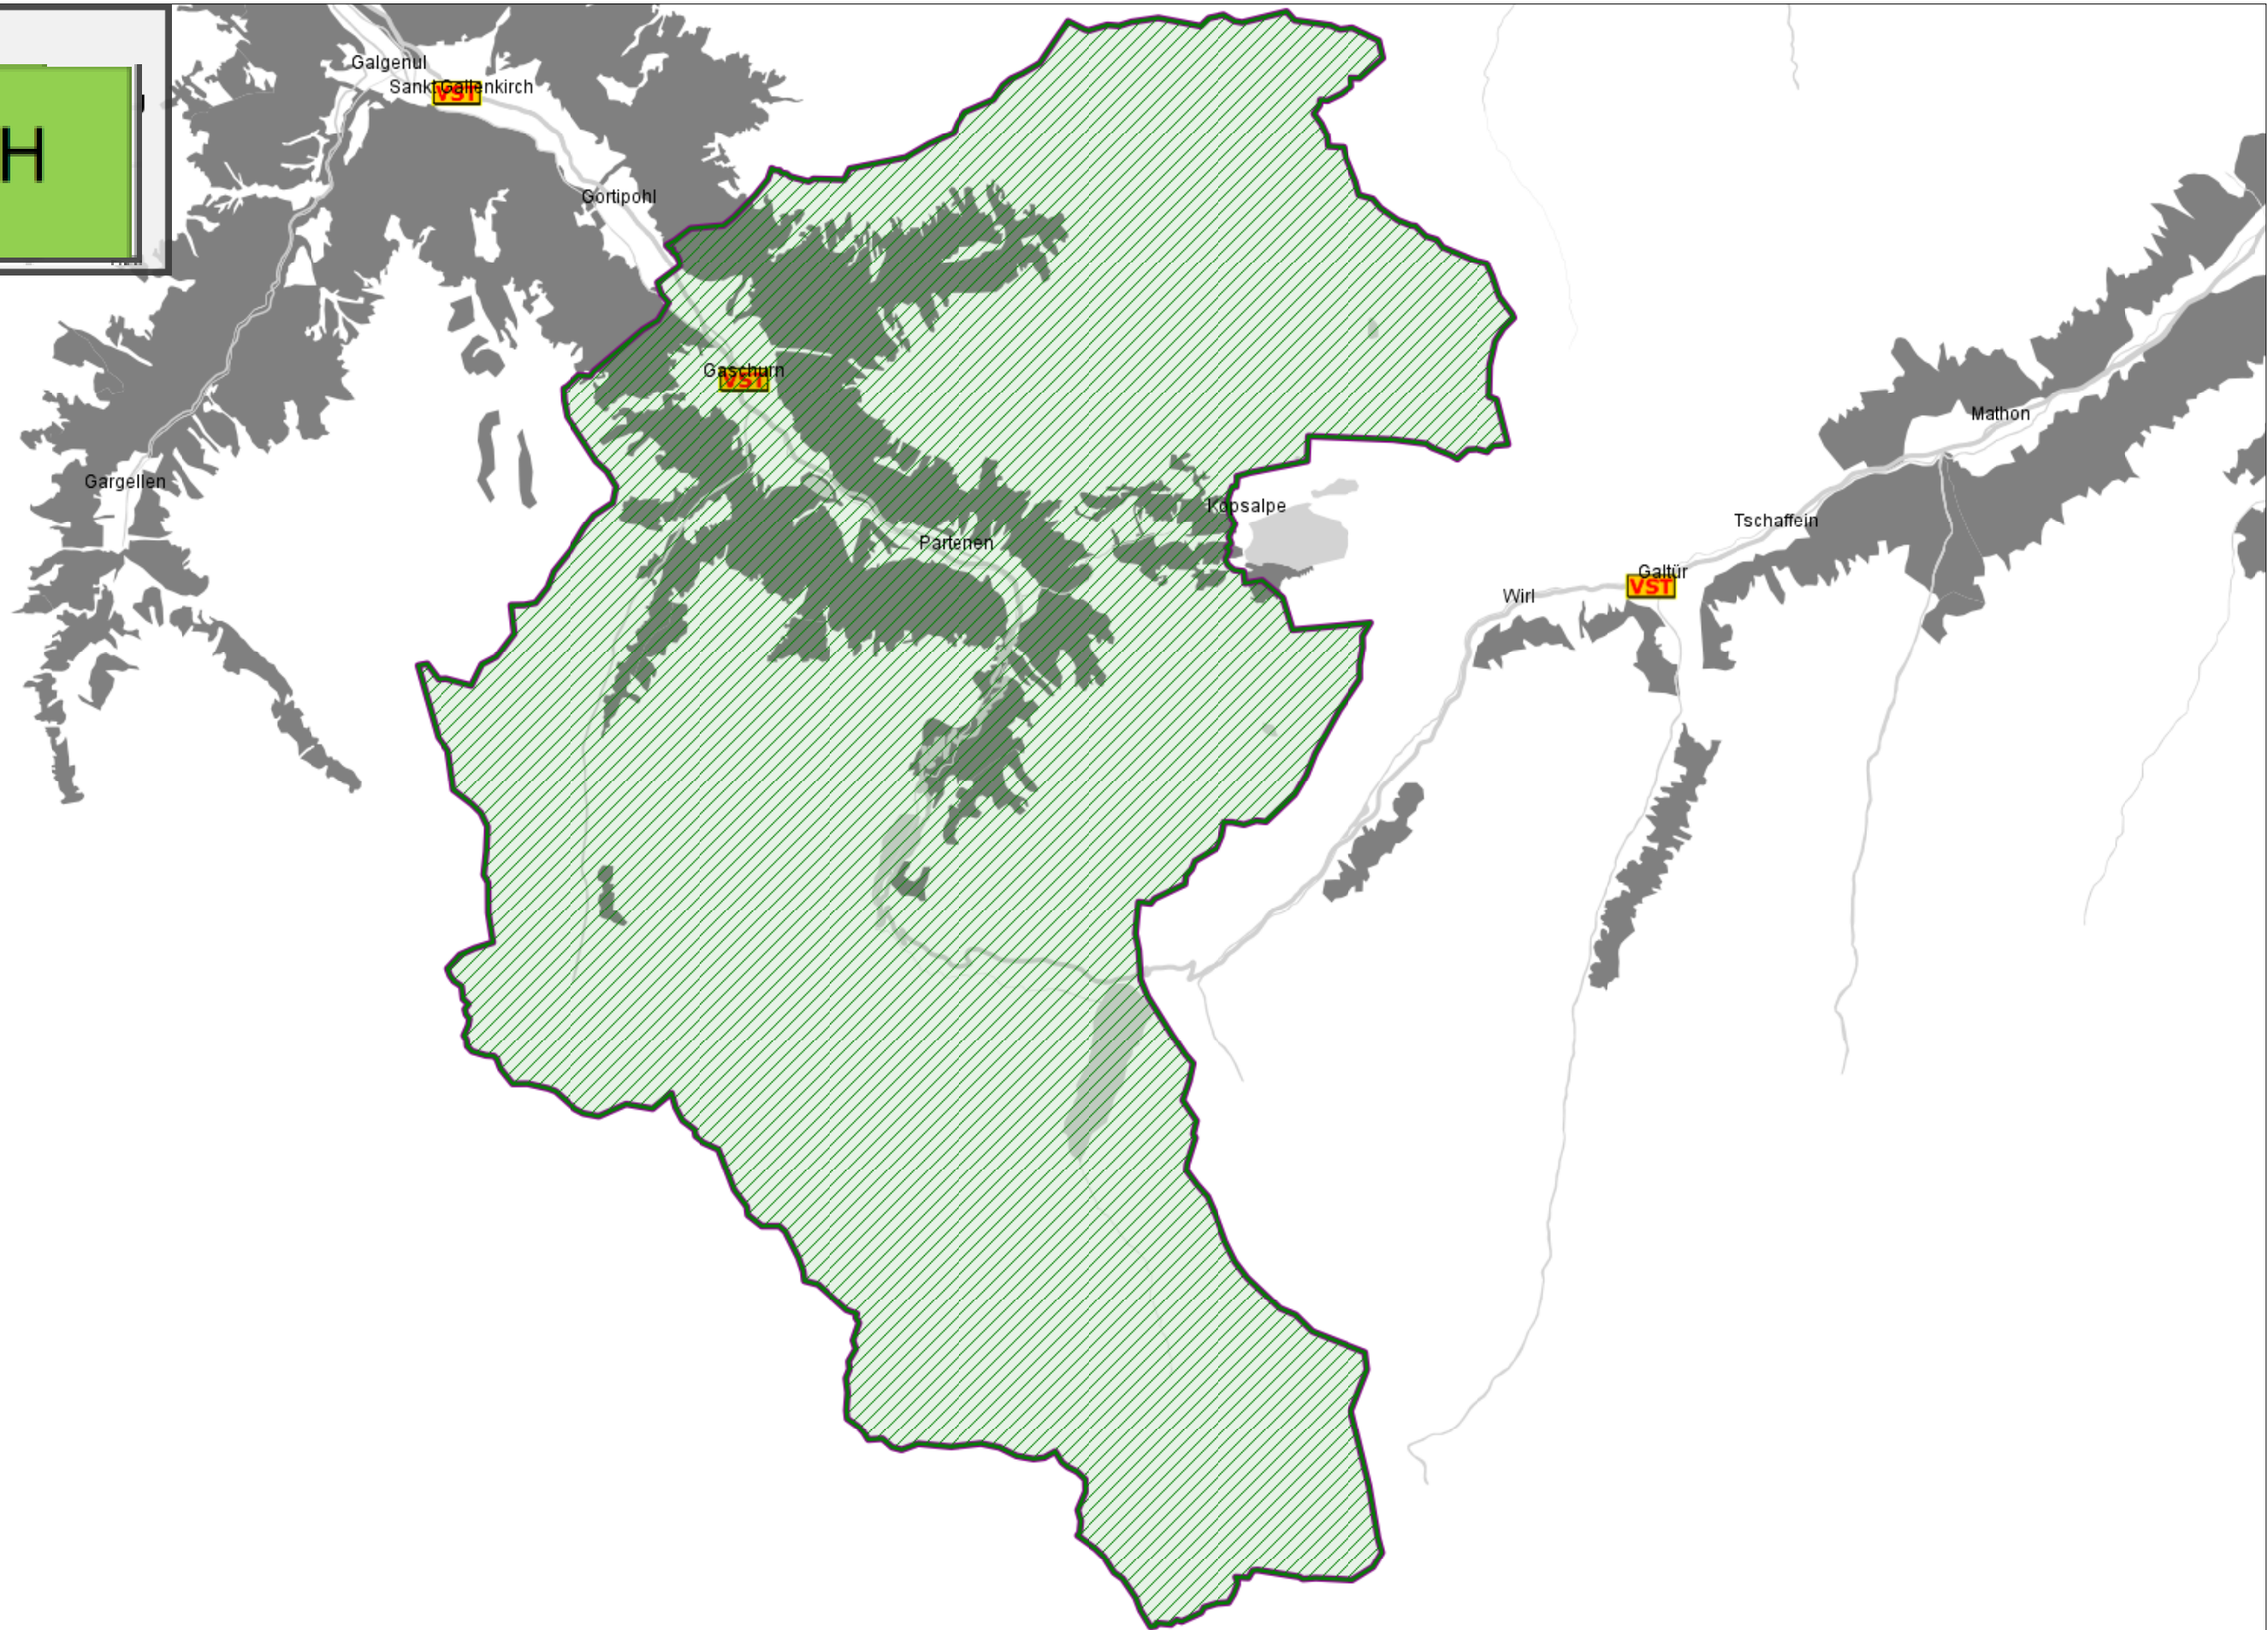 Galgenul
Sankt Gallenkirch
VST
H
Gortipohl
Gaschurn
VST
Mathon
Gargellen
Kopsalpe
Tschaffein
Partenen
Galtür
VST
Wirl